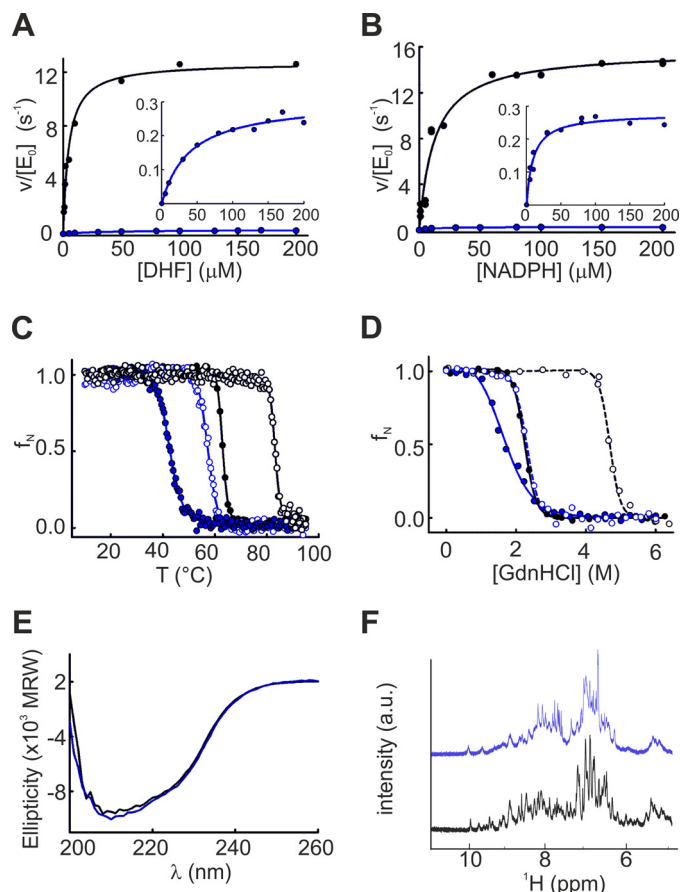 A
v/[E₀] (s⁻¹)
12
8
4
0
0.3
0.2
0.1
0 50 100 150 200
0 50 100 150 200
[DHF] (μM)
B
v/[E₀] (s⁻¹)
16
12
8
4
0
0.3
0.2
0.1
0 50 100 150 200
0 50 100 150 200
[NADPH] (μM)
C
f_N
1.0
0.5
0.0
20 40 60 80 100
T (°C)
D
f_N
1.0
0.5
0.0
0 2 4 6
[GdnHCl] (M)
E
Ellipticity (x10³ MRW)
2
-4
-8
200 220 240 260
λ (nm)
F
intensity (a.u.)
10 8 6
¹H (ppm)